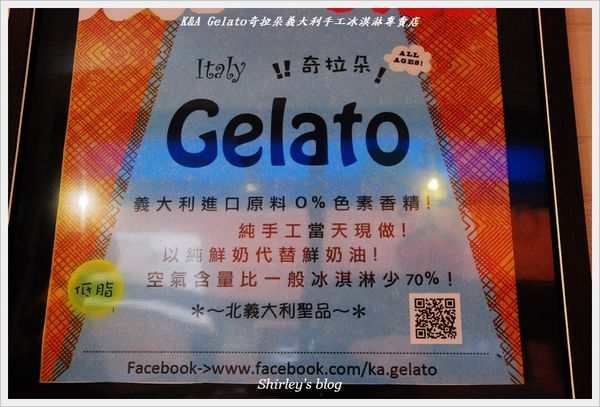 K&A Gelato奇拉朵義大利手工冰淇淋專賣店
ALL AGES!
Italy !! 奇拉朵!
Gelato
義大利進口原料0%色素香精!
純手工當天現做!
以純鮮奶代替鮮奶油!
空氣含量比一般冰淇淋少70%!
低脂
*~北義大利聖品~*
Facebook->www.facebook.com/ka.gelato
Shirley's blog